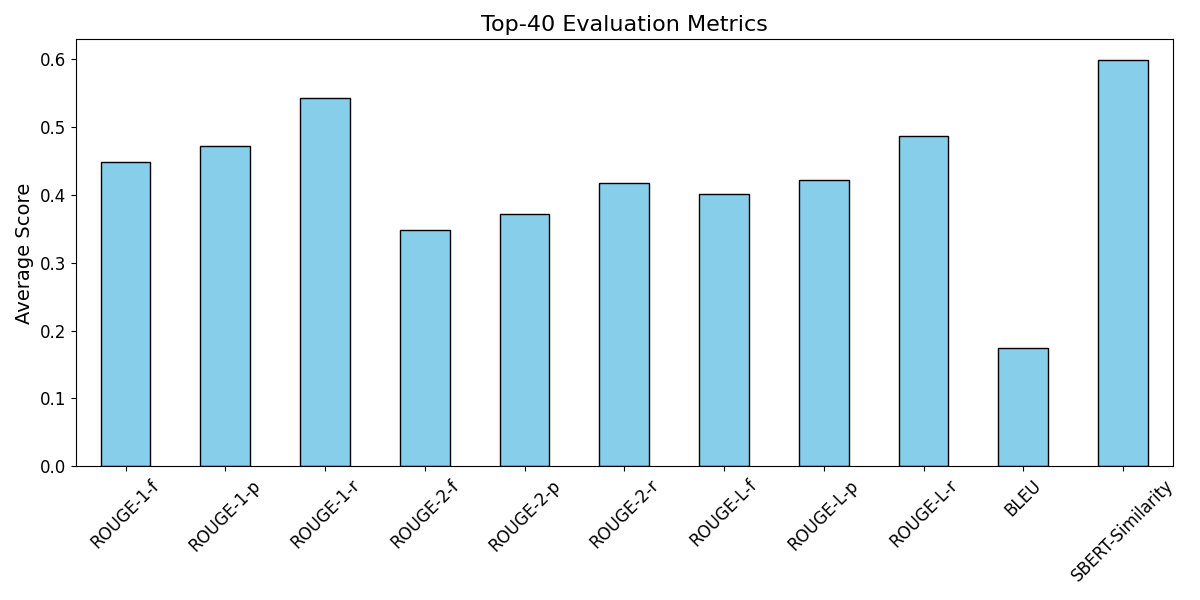 Top-40 Evaluation Metrics
Average Score
0.6
0.5
0.4
0.3
0.2
0.1
0.0
ROUGE-1-f
ROUGE-1-p
ROUGE-1-r
ROUGE-2-f
ROUGE-2-p
ROUGE-2-r
ROUGE-L-f
ROUGE-L-p
ROUGE-L-r
BLEU
SBERT-Similarity